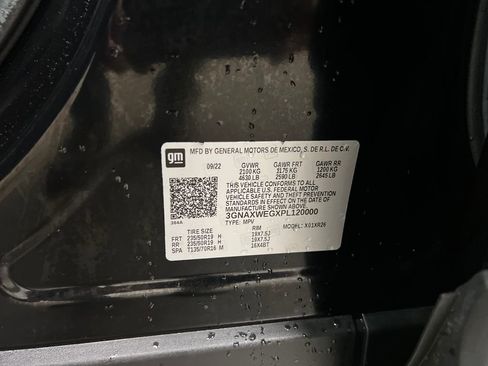 gm
MFD BY GENERAL MOTORS DE MEXICO, S. DE R.L. DE C.V.
09/22 GVWR GAWR FRT GAWR RR
2100 KG 1175 KG 1200 KG
4630 LB 2590 LB 2645 LB
THIS VEHICLE CONFORMS TO ALL
APPLICABLE U.S. FEDERAL MOTOR
VEHICLE SAFETY AND THEFT PREVENTION
STANDARDS IN EFFECT ON THE DATE OF
MANUFACTURE SHOWN ABOVE.
3GNAXWEGXPL120000
TYPE: MPV MODEL: X01XR26
TIRE SIZE RIM
FRT 235/50R19 H 19X7.5J
RR 235/50R19 H 19X7.5J
SPA T135/70R16 M 16X4BT